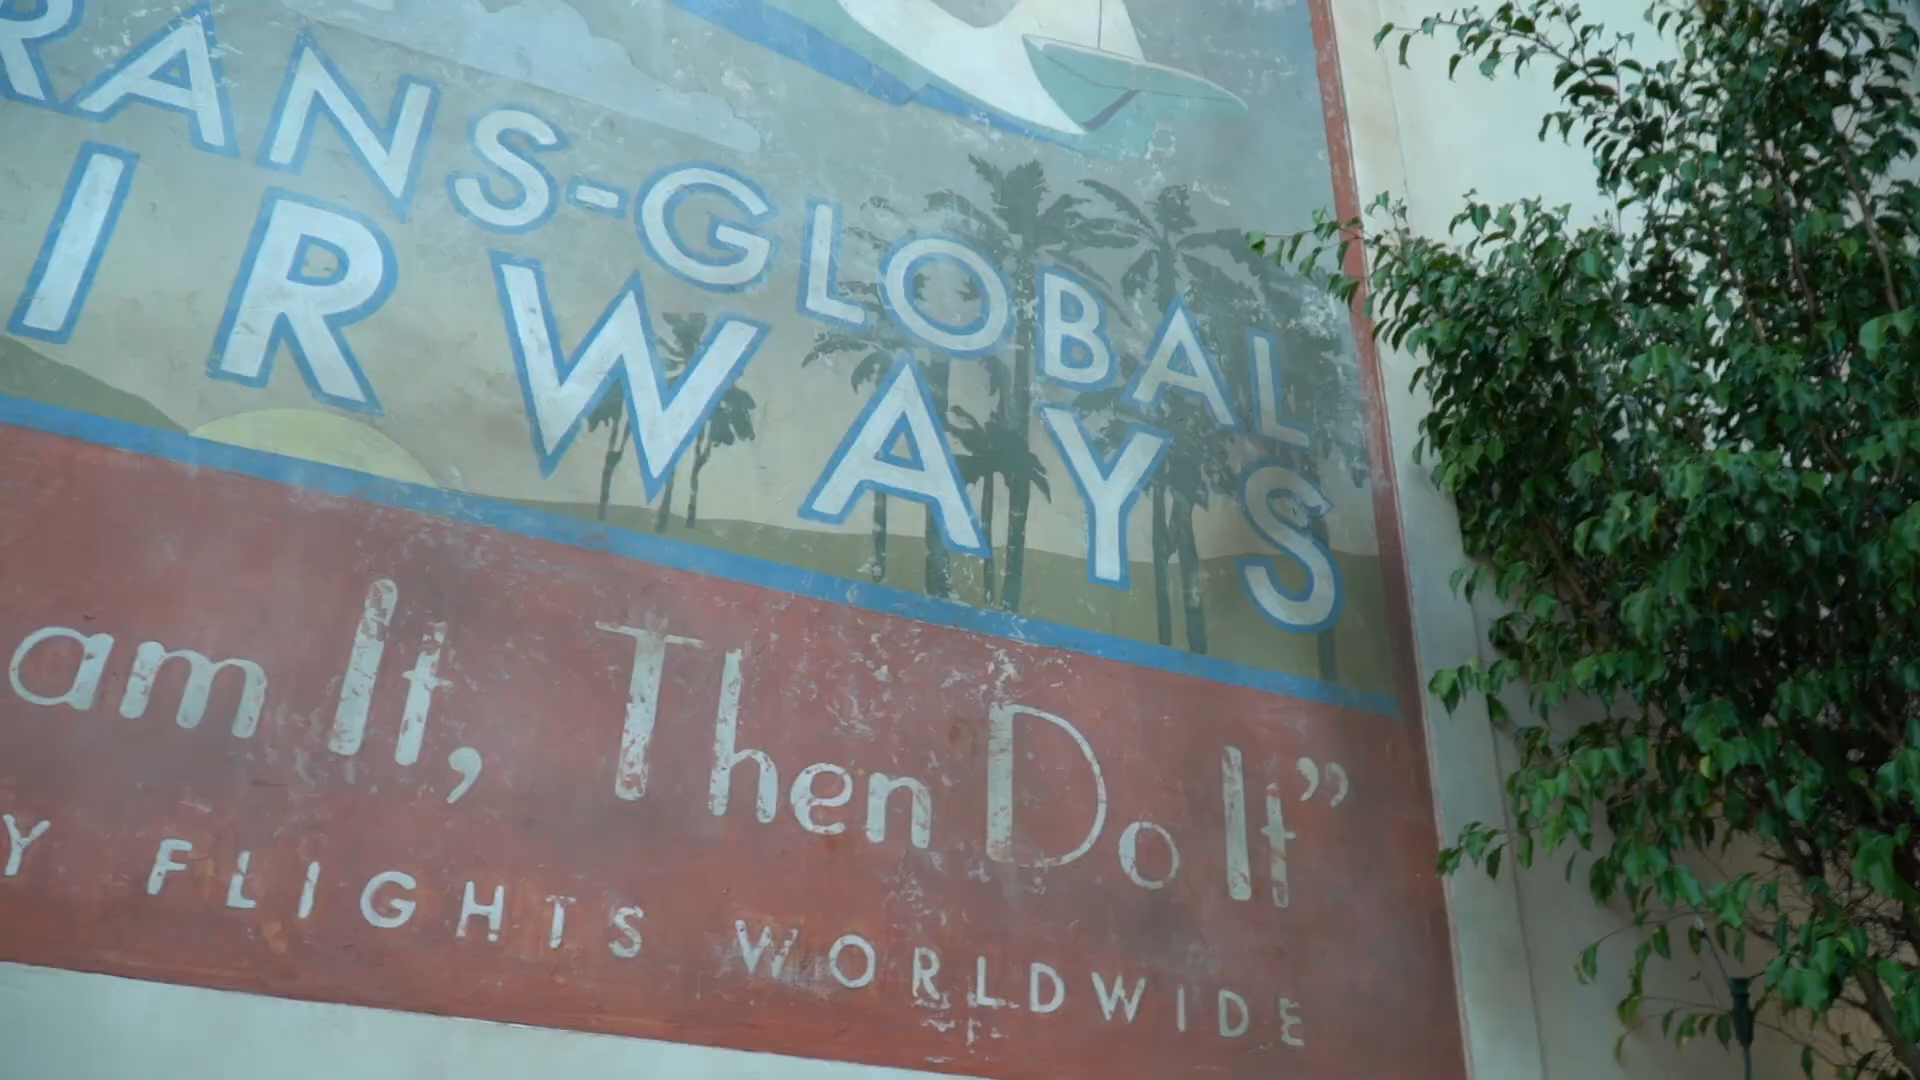 RANS-GLOBAL
IRWAYS
am It, Then Do It”
Y FLIGHTS WORLDWIDE